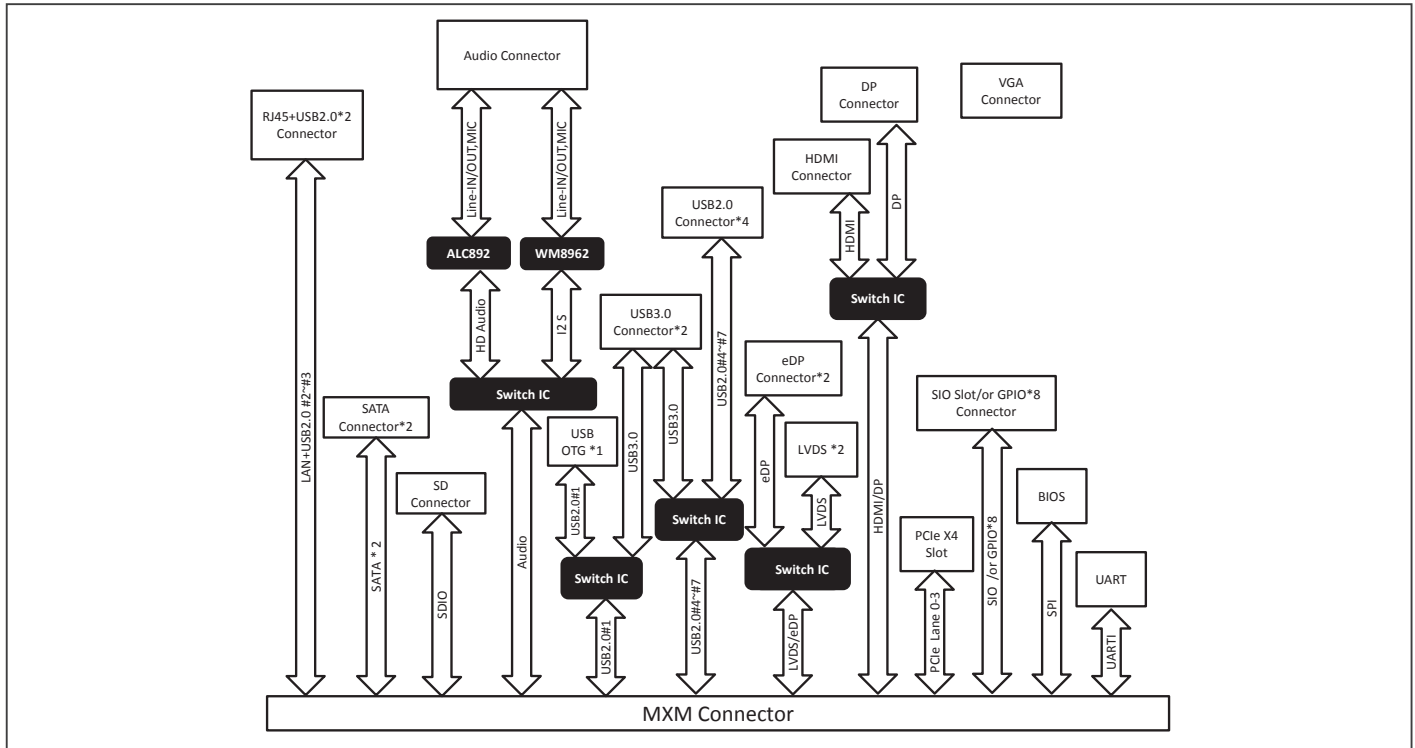 Audio Connector
DP
Connector
VGA
Connector
RJ45+USB2.0*2
Connector
HDMI
Connector
USB2.0
Connector*4
Line-IN/OUT,MIC
Line-IN/OUT,MIC
HDMI
DP
ALC892
WM8962
Switch IC
HD Audio
I2 S
USB3.0
Connector*2
USB2.0#4~#7
eDP
Connector*2
Switch IC
SATA
Connector*2
USB
OTG *1
USB3.0
USB3.0
LVDS *2
SIO Slot/or GPIO*8
Connector
LAN+USB2.0 #2~#3
SD
Connector
USB2.0#1
eDP
LVDS
HDMI/DP
BIOS
Switch IC
PCIe X4
Slot
SATA * 2
SDIO
Audio
Switch IC
Switch IC
UART
USB2.0#1
USB2.0#4~#7
LVDS/eDP
PCIe Lane 0-3
SIO /or GPIO*8
SPI
UARTI
MXM Connector